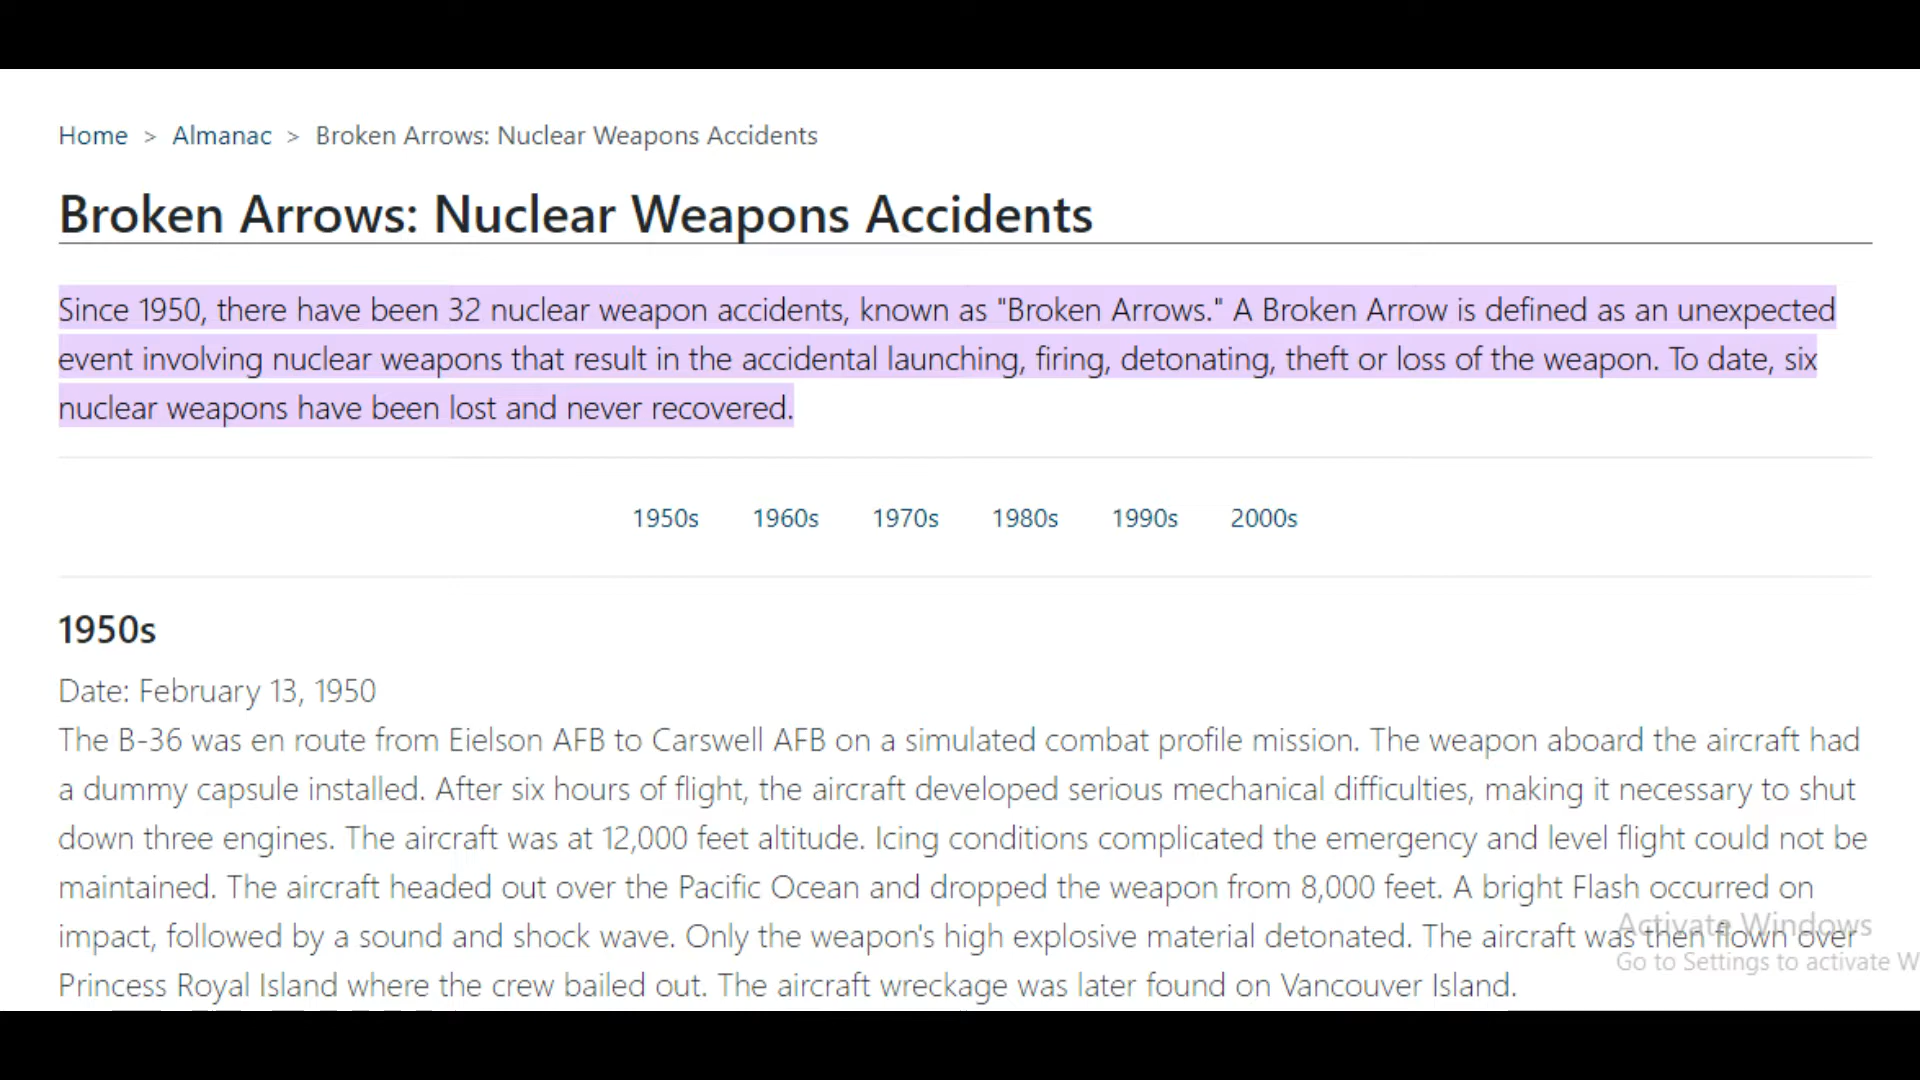 Home > Almanac > Broken Arrows: Nuclear Weapons Accidents
Broken Arrows: Nuclear Weapons Accidents
Since 1950, there have been 32 nuclear weapon accidents, known as "Broken Arrows." A Broken Arrow is defined as an unexpected
event involving nuclear weapons that result in the accidental launching, firing, detonating, theft or loss of the weapon. To date, six
nuclear weapons have been lost and never recovered.
1950s 1960s 1970s 1980s 1990s 2000s
1950s
Date: February 13, 1950
The B-36 was en route from Eielson AFB to Carswell AFB on a simulated combat profile mission. The weapon aboard the aircraft had
a dummy capsule installed. After six hours of flight, the aircraft developed serious mechanical difficulties, making it necessary to shut
down three engines. The aircraft was at 12,000 feet altitude. Icing conditions complicated the emergency and level flight could not be
maintained. The aircraft headed out over the Pacific Ocean and dropped the weapon from 8,000 feet. A bright Flash occurred on
impact, followed by a sound and shock wave. Only the weapon's high explosive material detonated. The aircraft was then flown over
Princess Royal Island where the crew bailed out. The aircraft wreckage was later found on Vancouver Island.
Activate Windows
Go to Settings to activate W